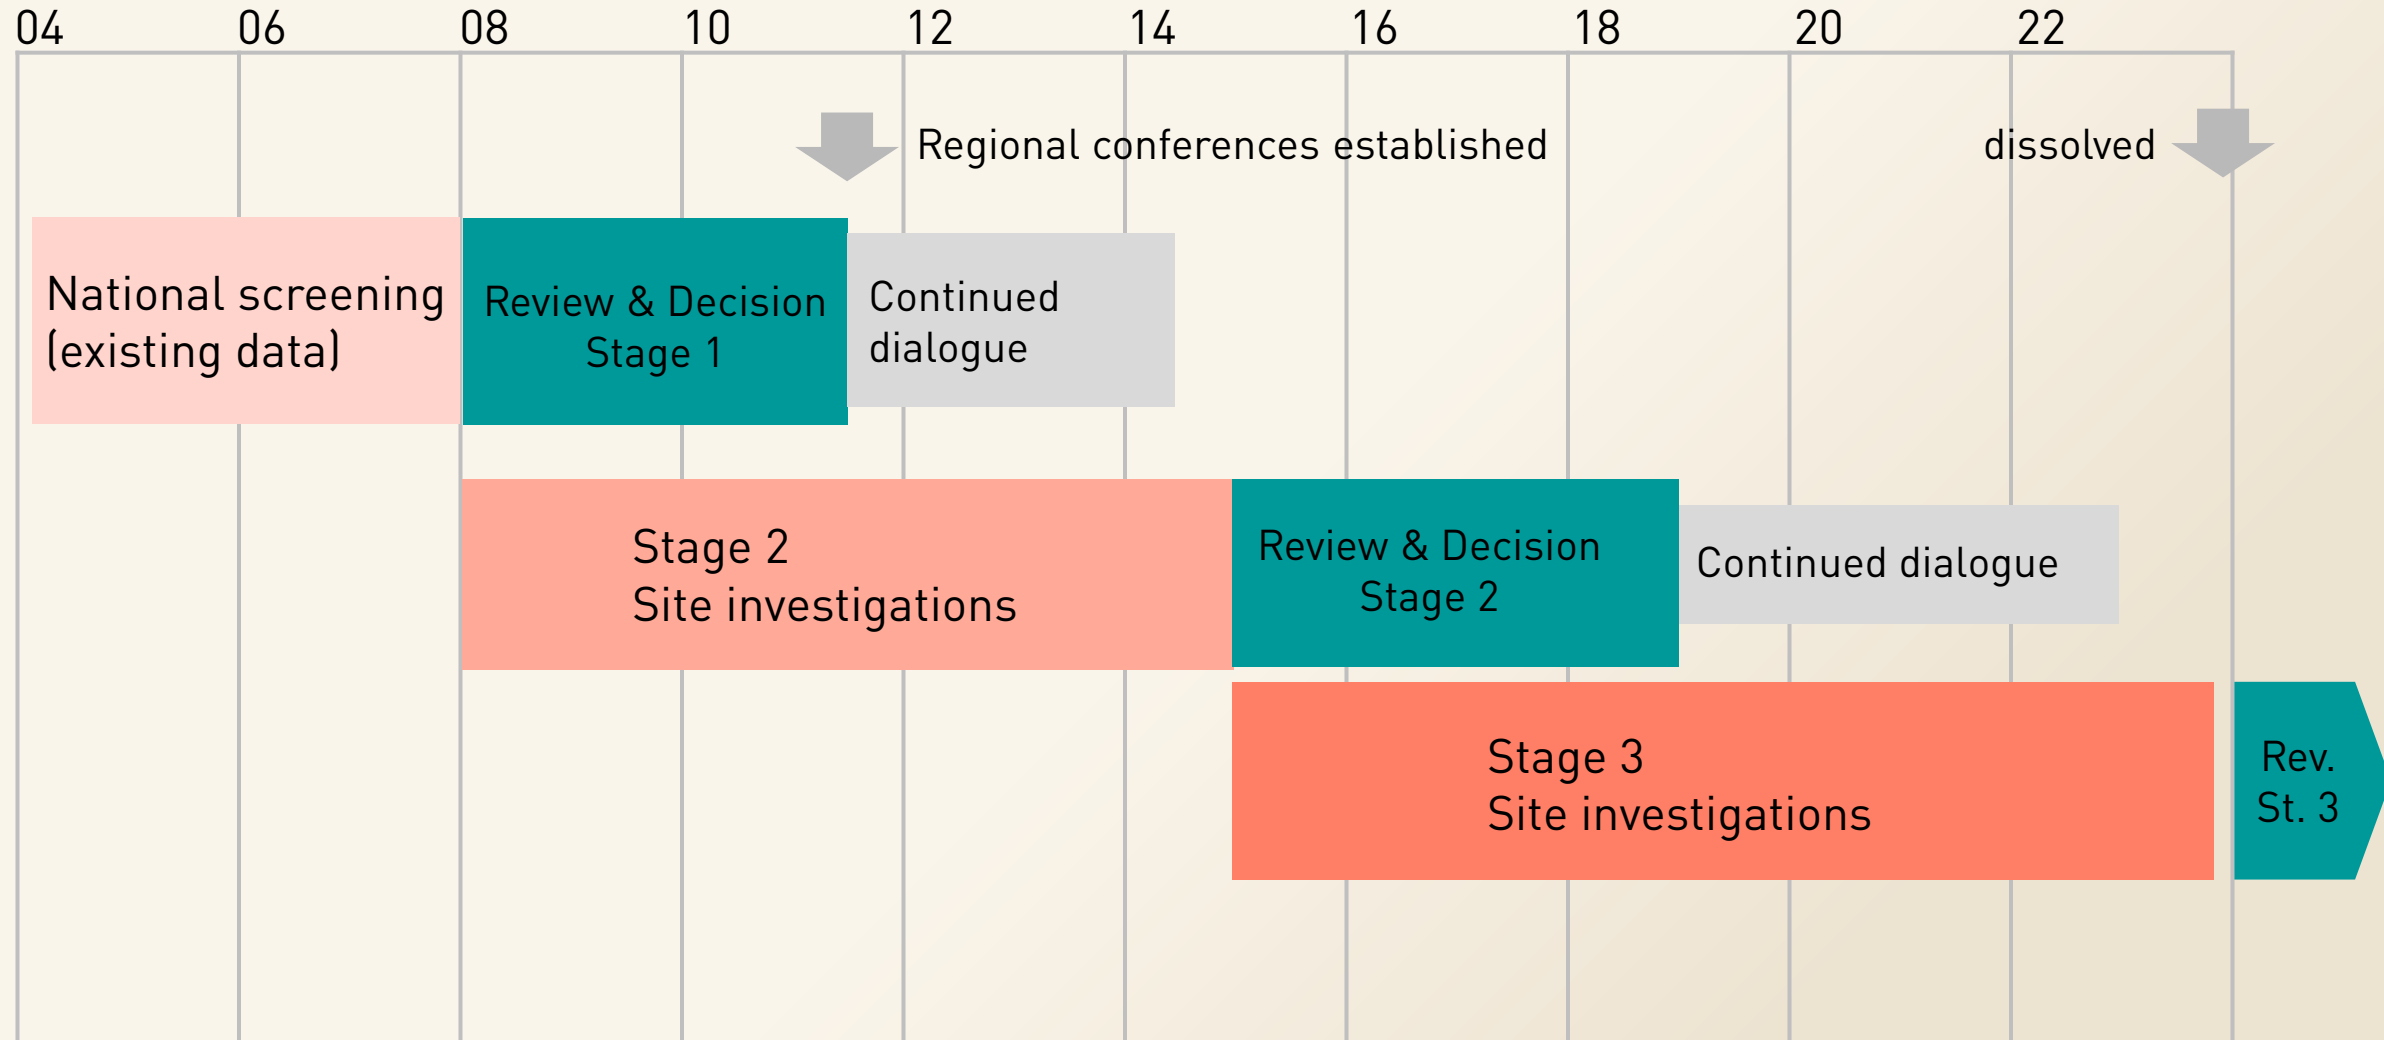 04 06 08 10 12 14 16 18 20 22
Regional conferences established
dissolved
National screening
(existing data)
Review & Decision
Stage 1
Continued
dialogue
Stage 2
Site investigations
Review & Decision
Stage 2
Continued dialogue
Stage 3
Site investigations
Rev.
St. 3